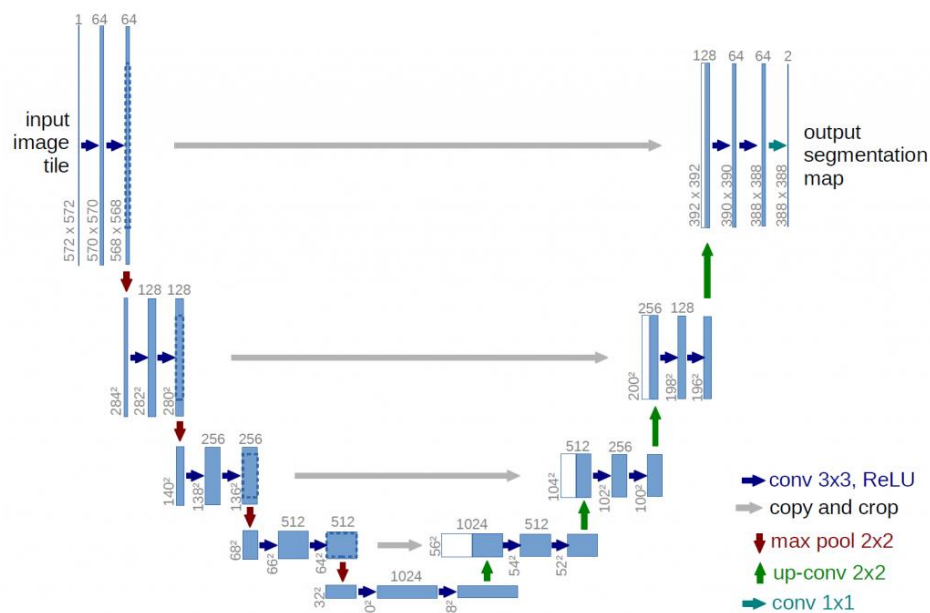 1 64 64
input
image
tile
572 x 572
570 x 570
568 x 568
128 64 64 2
output
segmentation
map
392 x 392
390 x 390
388 x 388
388 x 388
128 128
284²
282²
280²
256 128
200²
198²
196²
256 256
140²
138²
136²
512 256
104²
102²
100²
512 512
68²
66²
64²
1024 512
56²
54²
52²
1024
32²
0²
8²
conv 3x3, ReLU
copy and crop
max pool 2x2
up-conv 2x2
conv 1x1